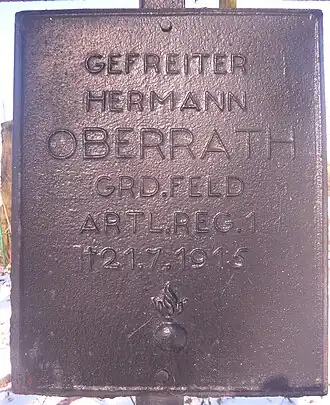 GEFREITER
HERMANN
OBERRATH
GRD.FELD
ARTL.REG.1
†21.7.1915